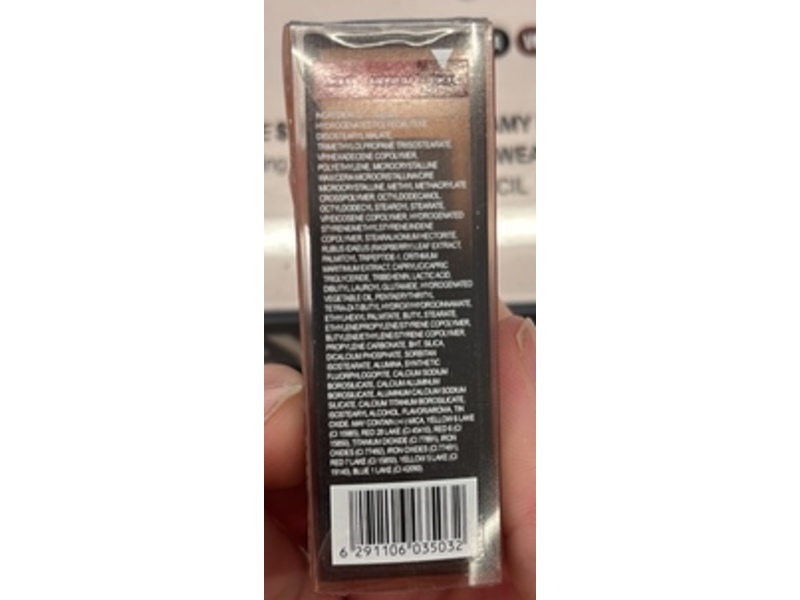 HYDROGENATED POLYISOBUTENE,
DIISOSTEARYL MALATE,
TRIMETHYLOLPROPANE TRIISOSTEARATE,
VP/HEXADECENE COPOLYMER,
POLYETHYLENE, MICROCRYSTALLINE
WAX/CERA MICROCRISTALLINA/CIRE
MICROCRYSTALLINE, METHYL METHACRYLATE
CROSSPOLYMER, OCTYLDODECANOL,
OCTYLDODECYL STEAROYL STEARATE,
VP/EICOSENE COPOLYMER, HYDROGENATED
STYRENE/METHYLSTYRENE/INDENE
COPOLYMER, STEARALKONIUM HECTORITE,
RUBUS IDAEUS (RASPBERRY) LEAF EXTRACT,
PALMITOYL TRIPEPTIDE-1, CRITHMUM
MARITIMUM EXTRACT, CAPRYLIC/CAPRIC
TRIGLYCERIDE, TRIBEHENIN, LACTIC ACID,
DIBUTYL LAUROYL GLUTAMIDE, HYDROGENATED
VEGETABLE OIL, PENTAERYTHRITYL
TETRA-DI-T-BUTYL HYDROXYHYDROCINNAMATE,
ETHYLHEXYL PALMITATE, BUTYL STEARATE,
ETHYLENE/PROPYLENE/STYRENE COPOLYMER,
BUTYLENE/ETHYLENE/STYRENE COPOLYMER,
PROPYLENE CARBONATE, BHT, SILICA,
DICALCIUM PHOSPHATE, SORBITAN
ISOSTEARATE, ALUMINA, SYNTHETIC
FLUORPHLOGOPITE, CALCIUM SODIUM
BOROSILICATE, CALCIUM ALUMINUM
BOROSILICATE, ALUMINUM CALCIUM SODIUM
SILICATE, CALCIUM TITANIUM BOROSILICATE,
ISOSTEARYL ALCOHOL, FLAVOR/AROMA, TIN
OXIDE. MAY CONTAIN (+/-) MICA, YELLOW 6 LAKE
(CI 15985), RED 28 LAKE (CI 45410), RED 6 (CI
15850), TITANIUM DIOXIDE (CI 77891), IRON
OXIDES (CI 77492), IRON OXIDES (CI 77491),
RED 7 LAKE (CI 15850), YELLOW 5 LAKE (CI
19140), BLUE 1 LAKE (CI 42090).
6 291106 035032